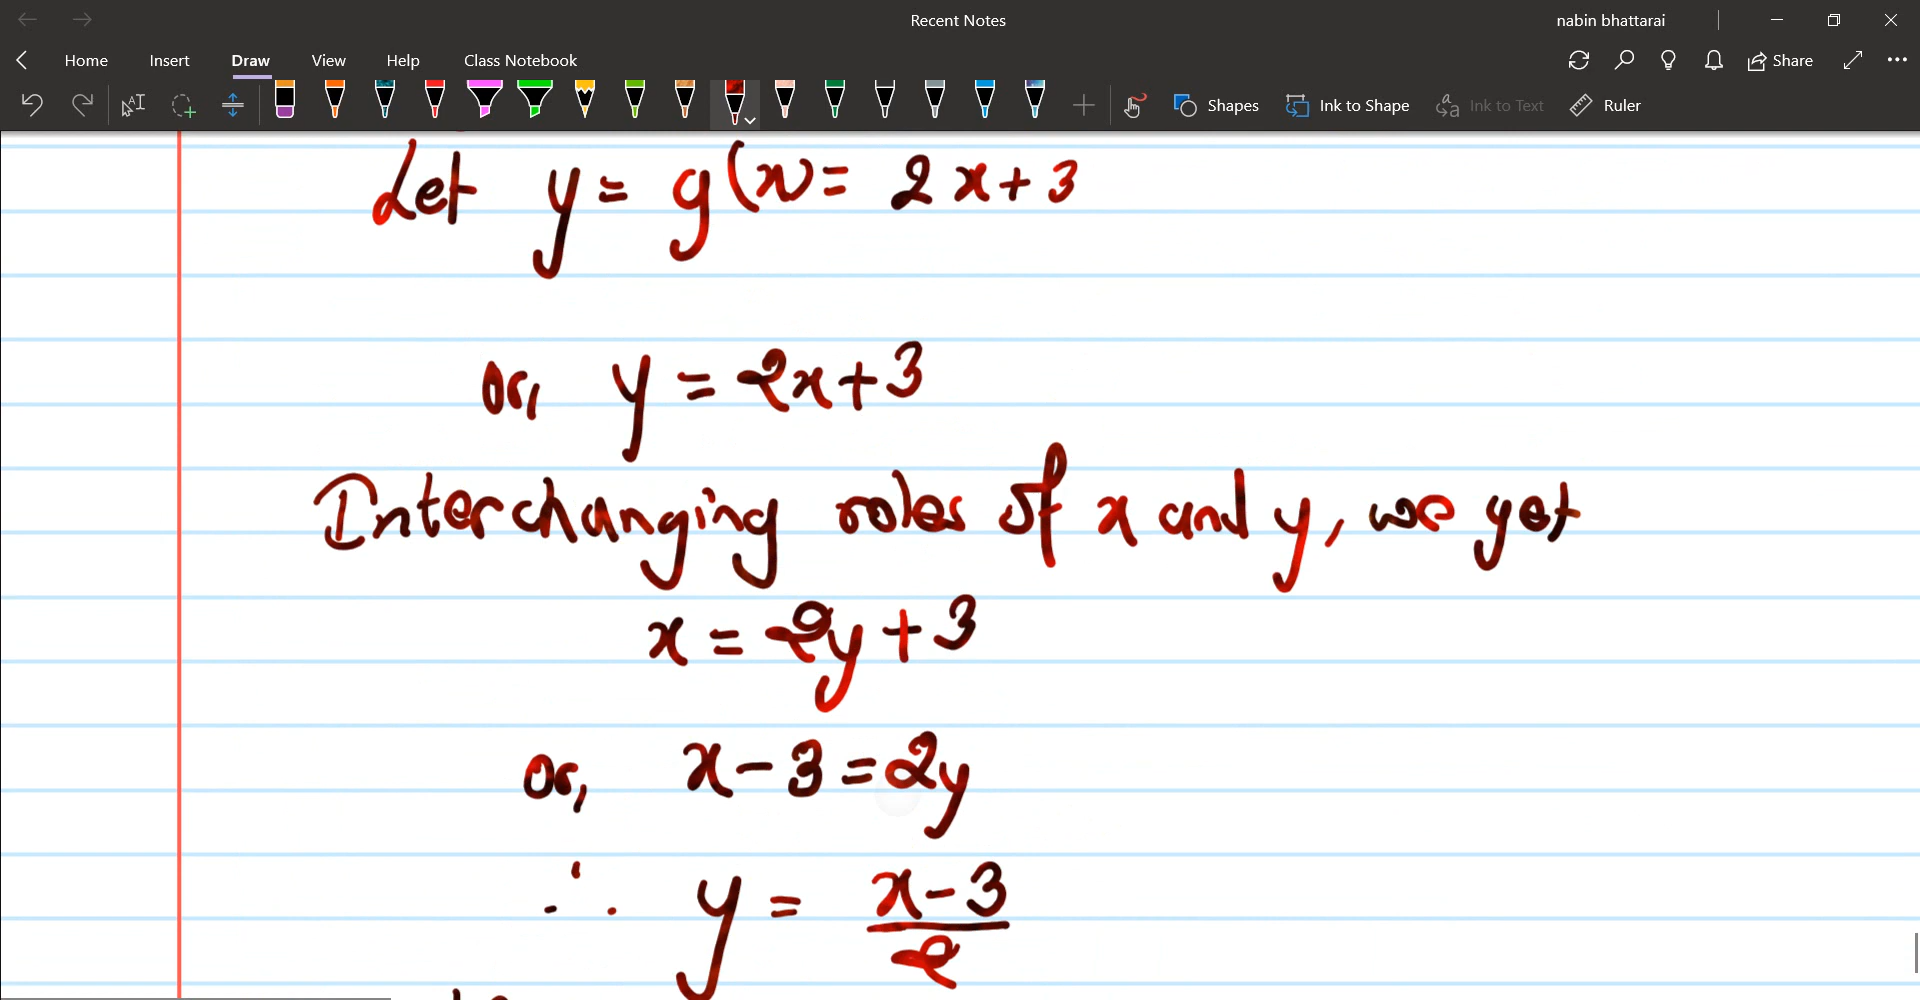 Recent Notes nabin bhattarai
Home Insert Draw View Help Class Notebook Share
Shapes Ink to Shape Ink to Text Ruler
Let y = g(x) = 2x+3
or, y = 2x+3
Interchanging roles of x and y, we get
x = 2y+3
or, x-3 = 2y
∴ y = x-3
2